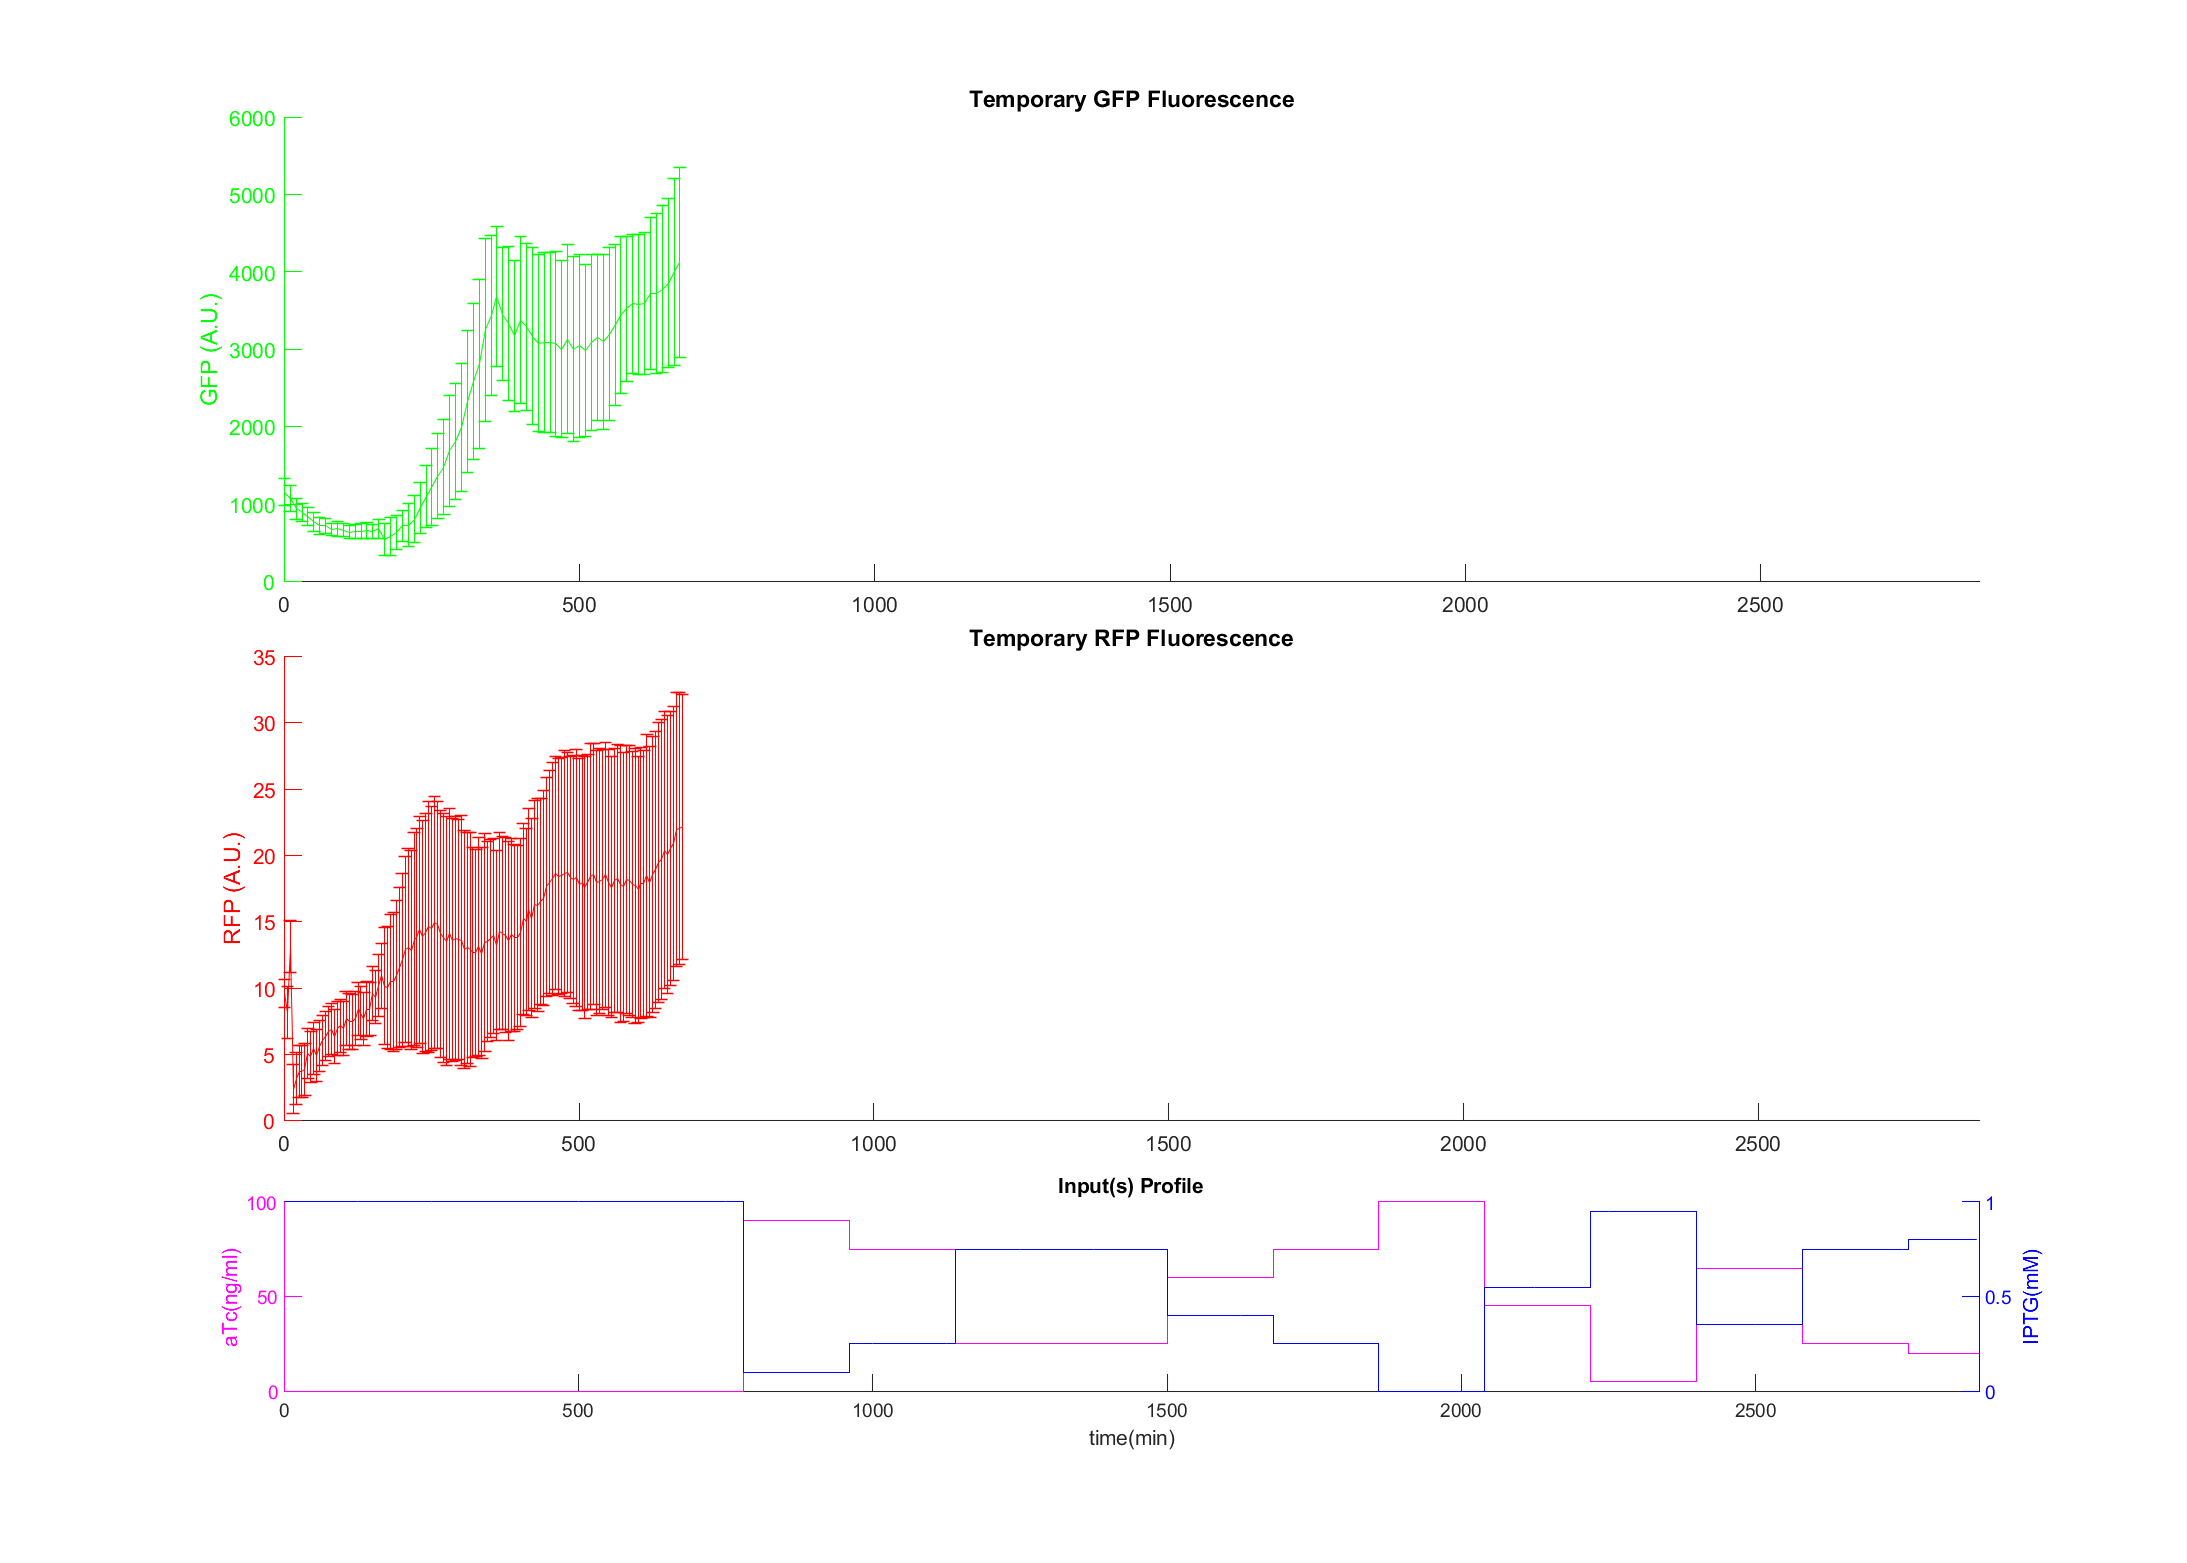 Temporary GFP Fluorescence
6000
5000
4000
3000
2000
1000
0
GFP (A.U.)
0 500 1000 1500 2000 2500
Temporary RFP Fluorescence
35
30
25
20
15
10
5
0
RFP (A.U.)
0 500 1000 1500 2000 2500
Input(s) Profile
100
50
0
aTc(ng/ml)
1
0.5
0
IPTG(mM)
0 500 1000 1500 2000 2500
time(min)